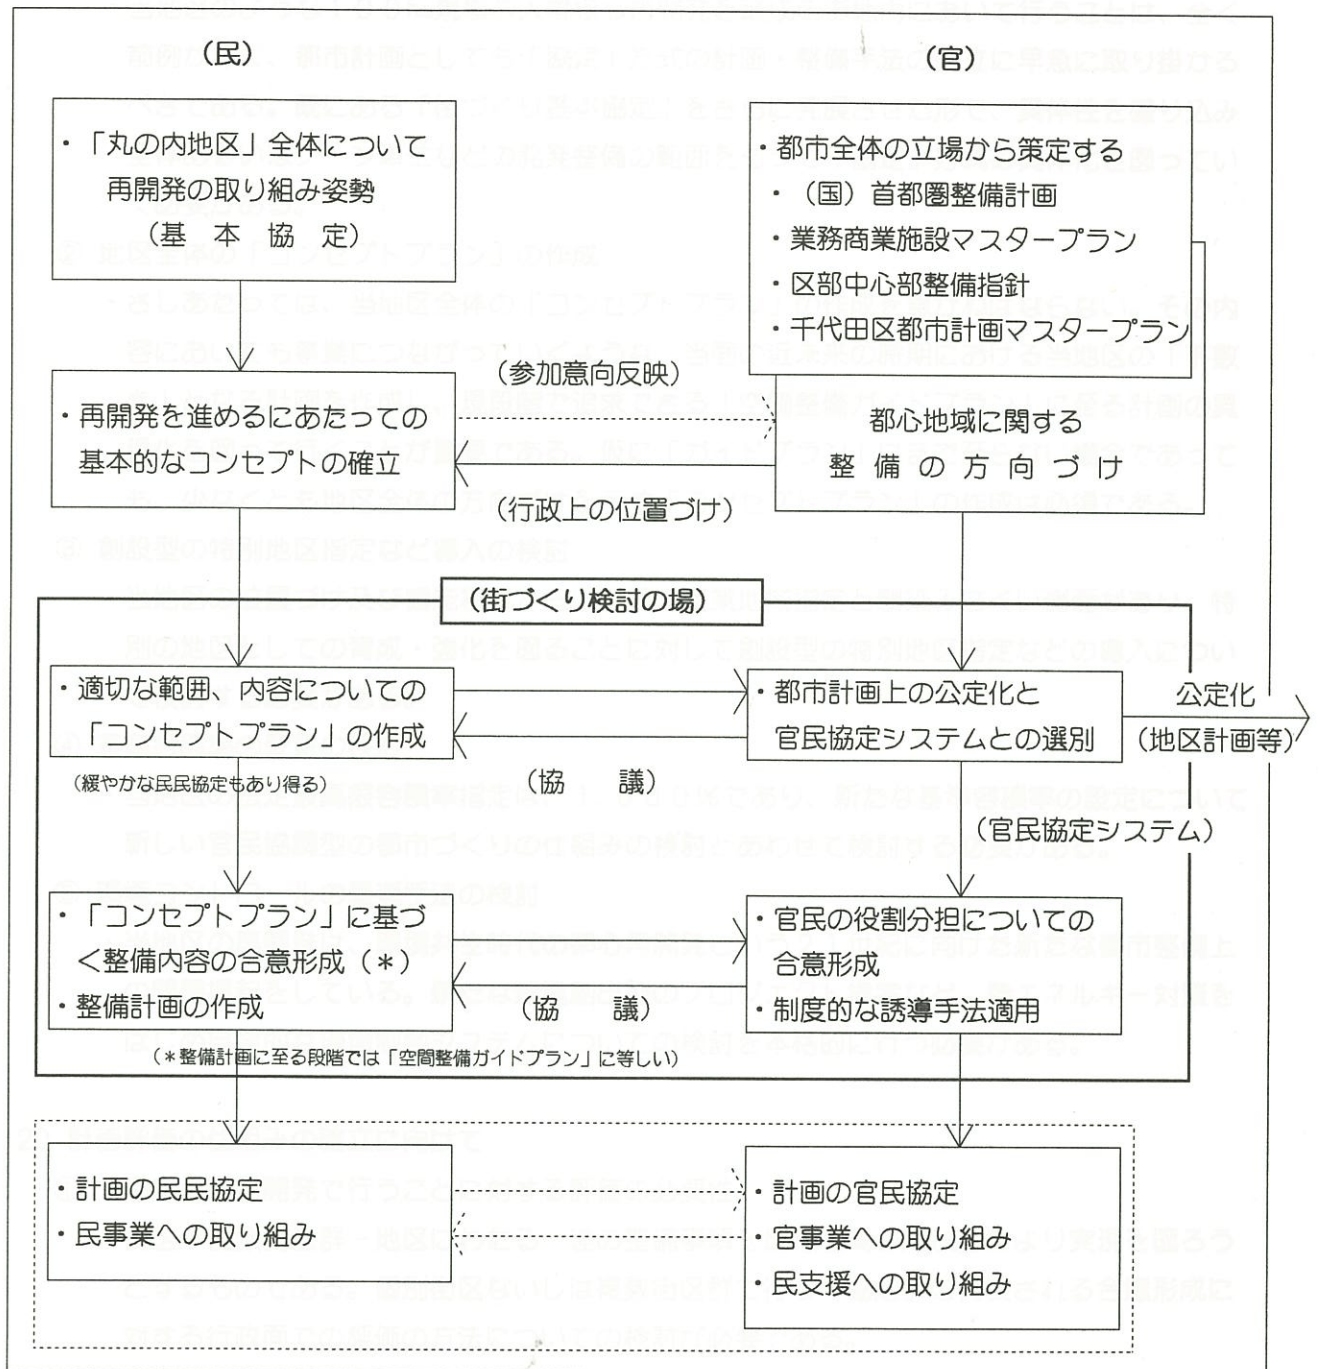 （民）
（官）
・「丸の内地区」全体について
再開発の取り組み姿勢
（基　本　協　定）
・都市全体の立場から策定する
・（国）首都圏整備計画
・業務商業施設マスタープラン
・区部中心部整備指針
・千代田区都市計画マスタープラン
（参加意向反映）
・再開発を進めるにあたっての
基本的なコンセプトの確立
都心地域に関する
整備の方向づけ
（行政上の位置づけ）
（街づくり検討の場）
・適切な範囲、内容についての
「コンセプトプラン」の作成
（緩やかな民民協定もあり得る）
（協　　議）
・都市計画上の公定化と
官民協定システムとの選別
公定化
（地区計画等）
（官民協定システム）
・「コンセプトプラン」に基づ
く整備内容の合意形成（＊）
・整備計画の作成
（協　　議）
・官民の役割分担についての
合意形成
・制度的な誘導手法適用
（＊整備計画に至る段階では「空間整備ガイドプラン」に等しい）
・計画の民民協定
・民事業への取り組み
・計画の官民協定
・官事業への取り組み
・民支援への取り組み